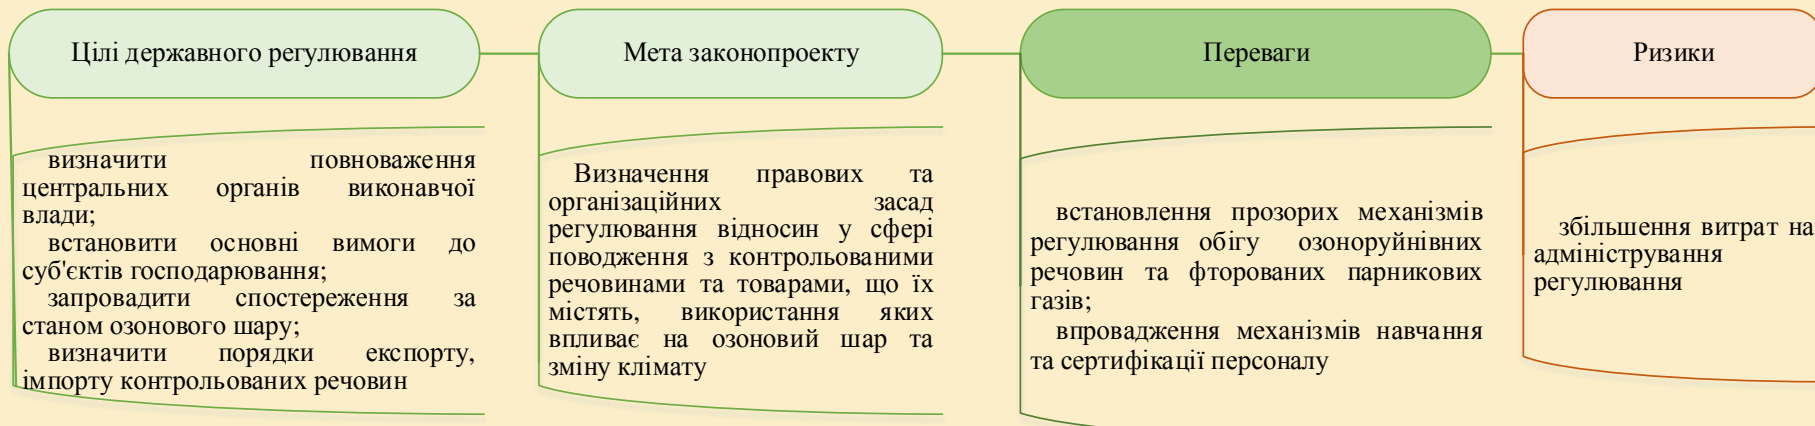 Цілі державного регулювання
визначити повноваження
центральних органів виконавчої
влади;
встановити основні вимоги до
суб'єктів господарювання;
запровадити спостереження за
станом озонового шару;
визначити порядки експорту,
імпорту контрольованих речовин
Мета законопроекту
Визначення правових та
організаційних засад
регулювання відносин у сфері
поводження з контрольованими
речовинами та товарами, що їх
містять, використання яких
впливає на озоновий шар та
зміну клімату
Переваги
встановлення прозорих механізмів
регулювання обігу озоноруйнівних
речовин та фторованих парникових
газів;
впровадження механізмів навчання
та сертифікації персоналу
Ризики
збільшення витрат на
адміністрування
регулювання